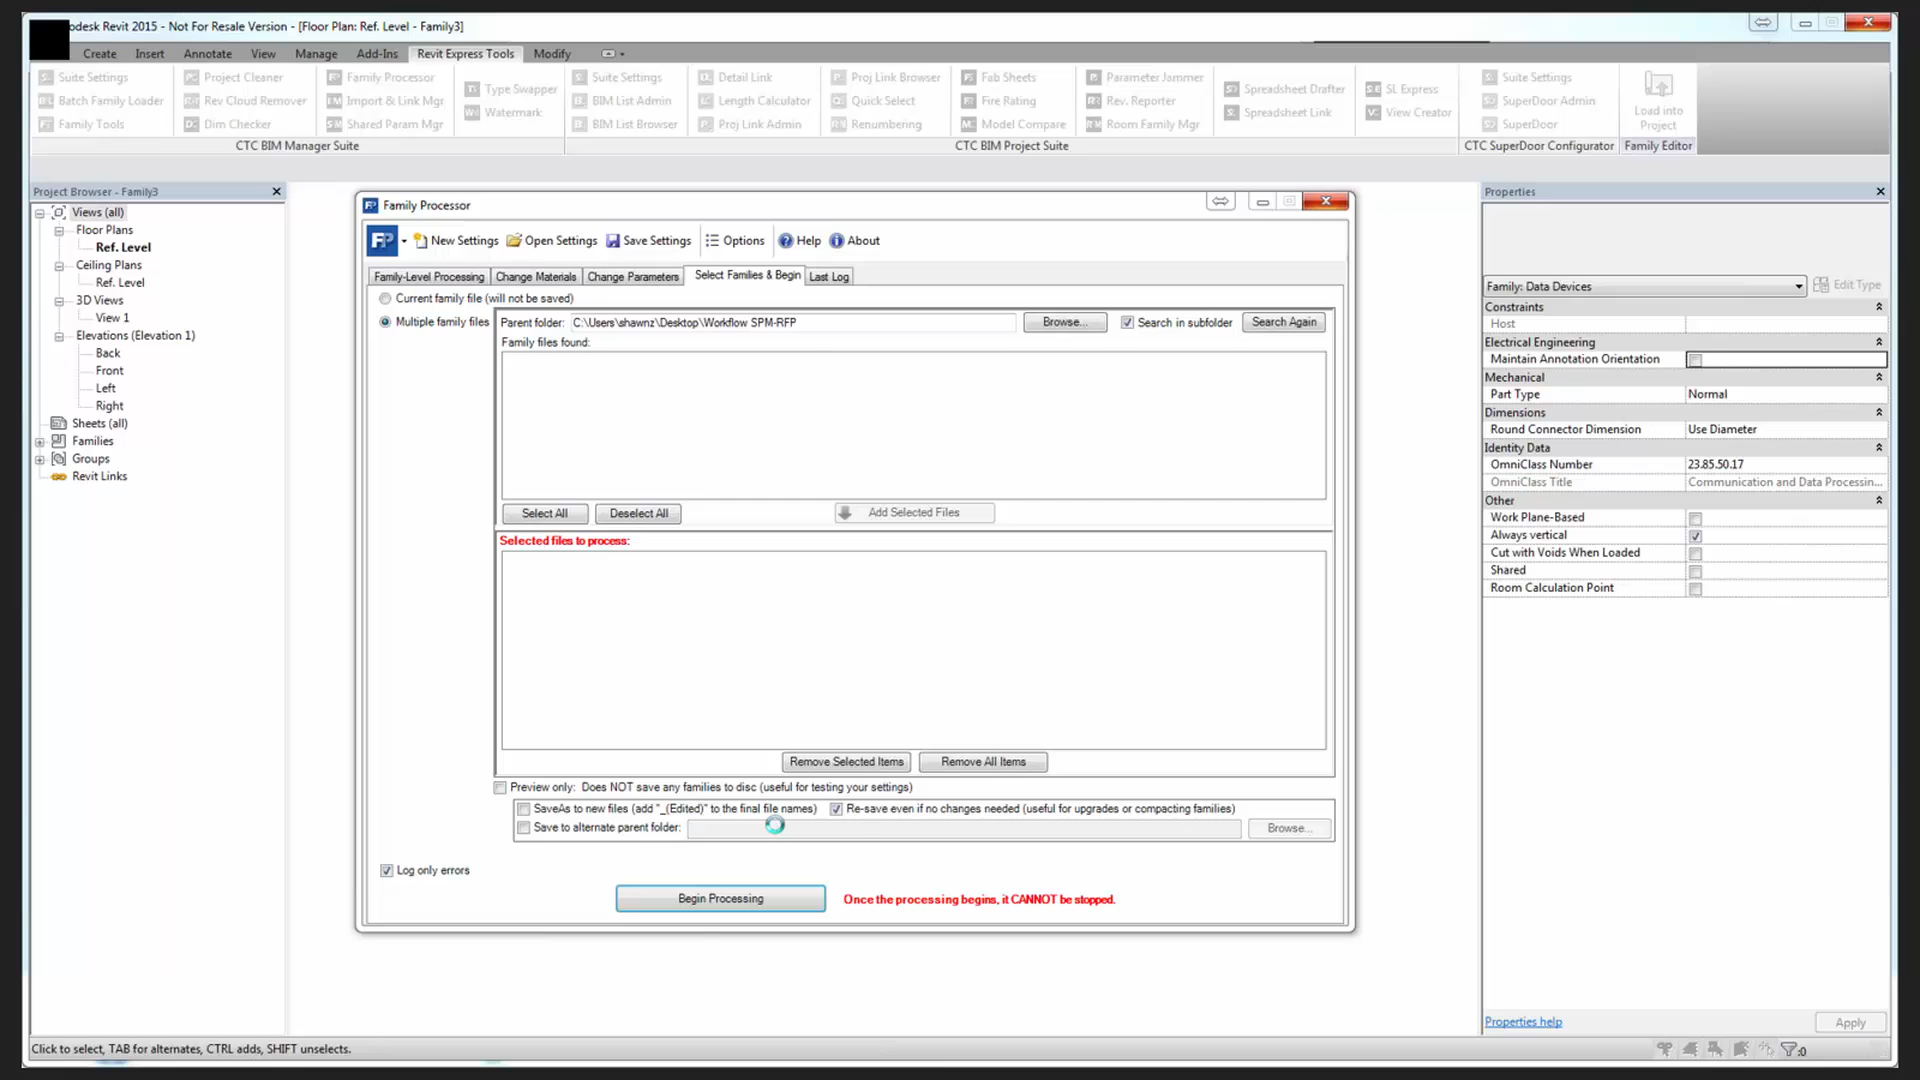 odesk Revit 2015 - Not For Resale Version - [Floor Plan: Ref. Level - Family3]
Create Insert Annotate View Manage Add-Ins Revit Express Tools Modify
Suite Settings Project Cleaner Family Processor Type Swapper Suite Settings Detail Link Proj Link Browser Fab Sheets Parameter Jammer Spreadsheet Drafter SL Express Suite Settings
Batch Family Loader Rev Cloud Remover Import & Link Mgr Watermark BIM List Admin Length Calculator Quick Select Fire Rating Rev. Reporter Spreadsheet Link View Creator SuperDoor Admin Load into
Family Tools Dim Checker Shared Param Mgr BIM List Browser Proj Link Admin Renumbering Model Compare Room Family Mgr SuperDoor Project
CTC BIM Manager Suite CTC BIM Project Suite CTC SuperDoor Configurator Family Editor
Project Browser - Family3
Views (all)
Floor Plans
Ref. Level
Ceiling Plans
Ref. Level
3D Views
View 1
Elevations (Elevation 1)
Back
Front
Left
Right
Sheets (all)
Families
Groups
Revit Links
FP Family Processor
FP New Settings Open Settings Save Settings Options Help About
Family-Level Processing Change Materials Change Parameters Select Families & Begin Last Log
Current family file (will not be saved)
Multiple family files Parent folder: C:\Users\shawnz\Desktop\Workflow SPM-RFP Browse... Search in subfolder Search Again
Family files found:
Select All Deselect All Add Selected Files
Selected files to process:
Remove Selected Items Remove All Items
Preview only: Does NOT save any families to disc (useful for testing your settings)
SaveAs to new files (add "_(Edited)" to the final file names) Re-save even if no changes needed (useful for upgrades or compacting families)
Save to alternate parent folder: Browse...
Log only errors
Begin Processing Once the processing begins, it CANNOT be stopped.
Properties
Family: Data Devices Edit Type
Constraints
Host
Electrical Engineering
Maintain Annotation Orientation
Mechanical
Part Type Normal
Dimensions
Round Connector Dimension Use Diameter
Identity Data
OmniClass Number 23.85.50.17
OmniClass Title Communication and Data Processin...
Other
Work Plane-Based
Always vertical
Cut with Voids When Loaded
Shared
Room Calculation Point
Properties help Apply
Click to select, TAB for alternates, CTRL adds, SHIFT unselects. :0